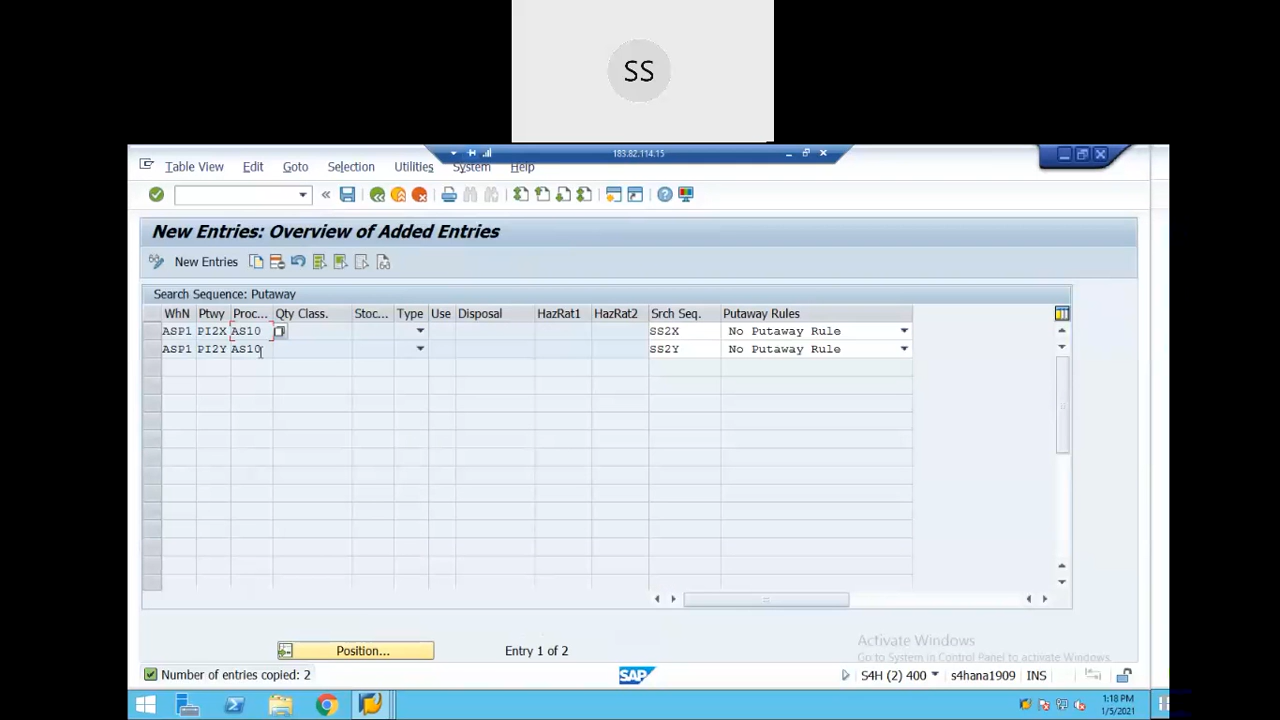 SS
183.82.114.15
Table View Edit Goto Selection Utilities System Help
New Entries: Overview of Added Entries
New Entries
Search Sequence: Putaway
WhN Ptwy Proc... Qty Class. Stoc... Type Use Disposal HazRat1 HazRat2 Srch Seq. Putaway Rules
ASP1 PI2X AS10 SS2X No Putaway Rule
ASP1 PI2Y AS10 SS2Y No Putaway Rule
Position... Entry 1 of 2
Activate Windows
Go to System in Control Panel to activate Windows.
Number of entries copied: 2 SAP S4H (2) 400 s4hana1909 INS
1:18 PM
1/5/2021